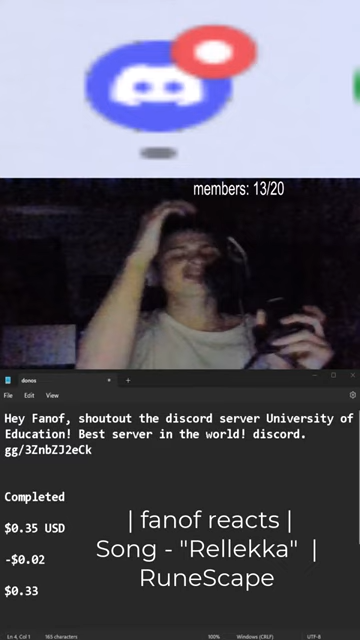 members: 13/20
donos
File Edit View
Hey Fanof, shoutout the discord server University of
Education! Best server in the world! discord.
gg/3ZnbZJ2eCk
Completed
$0.35 USD
-$0.02
$0.33
| fanof reacts |
Song - "Rellekka" |
RuneScape
Ln 4, Col 1 165 characters 100% Windows (CRLF) UTF-8